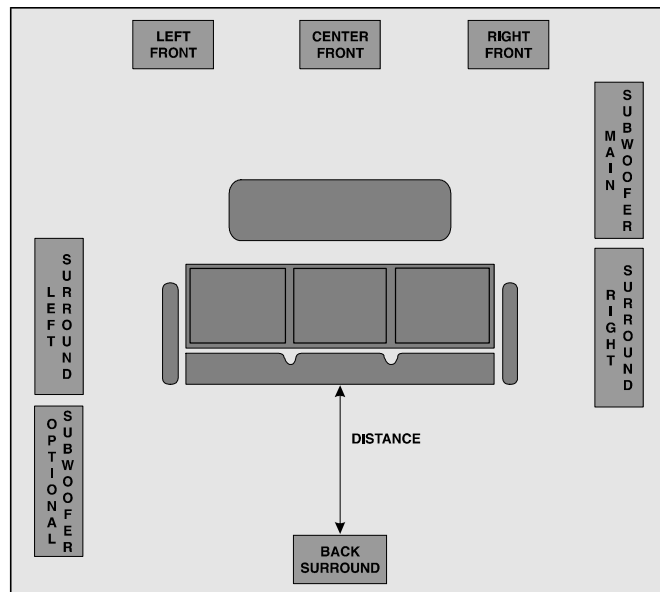 LEFT
FRONT
CENTER
FRONT
RIGHT
FRONT
MAIN
SUBWOOFER
LEFT
SURROUND
RIGHT
SURROUND
OPTIONAL
SUBWOOFER
DISTANCE
BACK
SURROUND